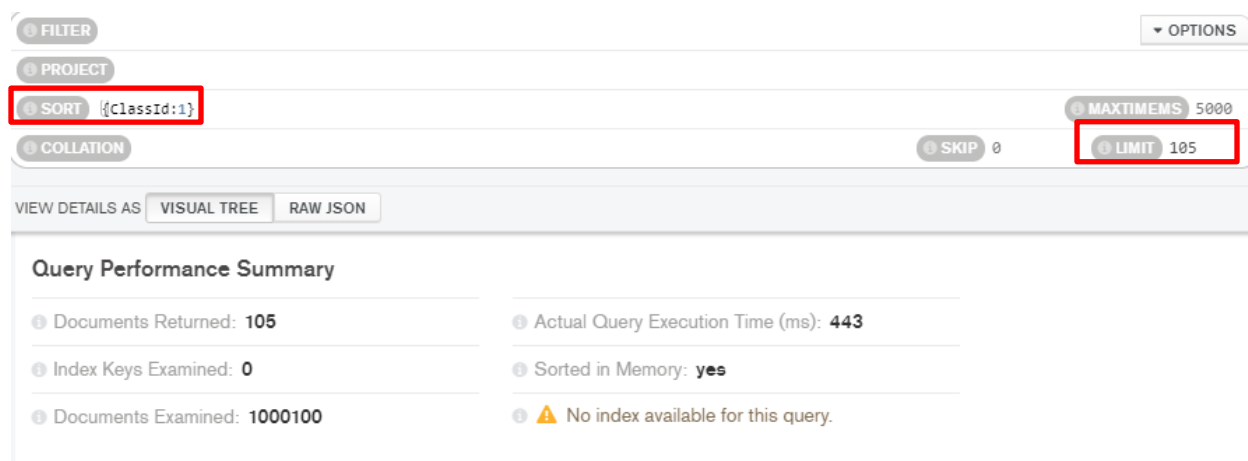 FILTER
OPTIONS
PROJECT
SORT {ClassId:1}
MAXTIMEMS 5000
COLLATION
SKIP 0
LIMIT 105
VIEW DETAILS AS VISUAL TREE RAW JSON
Query Performance Summary
Documents Returned: 105
Actual Query Execution Time (ms): 443
Index Keys Examined: 0
Sorted in Memory: yes
Documents Examined: 1000100
No index available for this query.